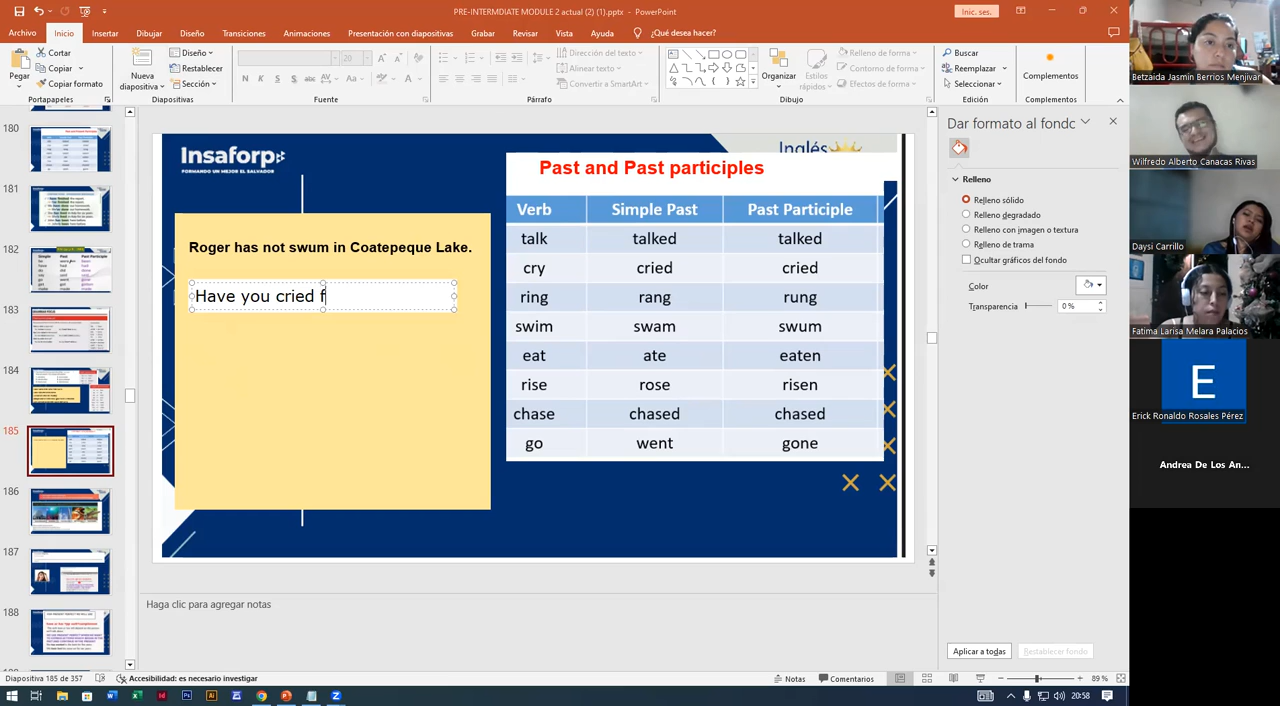 PRE-INTERMDIATE MODULE 2 actual (2) (1).pptx - PowerPoint
Inic. ses.
Archivo Inicio Insertar Dibujar Diseño Transiciones Animaciones Presentación con diapositivas Grabar Revisar Vista Ayuda ¿Qué desea hacer?
Pegar
Cortar
Copiar
Copiar formato
Portapapeles
Nueva
diapositiva
Diseño
Restablecer
Sección
Diapositivas
20
N K S S abc AV Aa A
Fuente
Dirección del texto
Alinear texto
Convertir a SmartArt
Párrafo
Organizar
Estilos
rápidos
Relleno de forma
Contorno de forma
Efectos de forma
Dibujo
Buscar
Reemplazar
Seleccionar
Edición
Complementos
Complementos
180
181
182
183
184
185
186
187
188
Insaforp
FORMANDO UN MEJOR EL SALVADOR
Inglés
Past and Past participles
Roger has not swum in Coatepeque Lake.
Have you cried f
Verb Simple Past Past Participle
talk talked talked
cry cried cried
ring rang rung
swim swam swum
eat ate eaten
rise rose risen
chase chased chased
go went gone
Haga clic para agregar notas
Dar formato al fondo
Relleno
Relleno sólido
Relleno degradado
Relleno con imagen o textura
Relleno de trama
Ocultar gráficos del fondo
Color
Transparencia 0 %
Aplicar a todas Restablecer fondo
Diapositiva 185 de 357 Accesibilidad: es necesario investigar
Notas Comentarios 89 %
20:58
Betzaida Jasmin Berrios Menjivar
Wilfredo Alberto Canacas Rivas
Daysi Carrillo
Fatima Larisa Melara Palacios
E
Erick Ronaldo Rosales Pérez
Andrea De Los An...